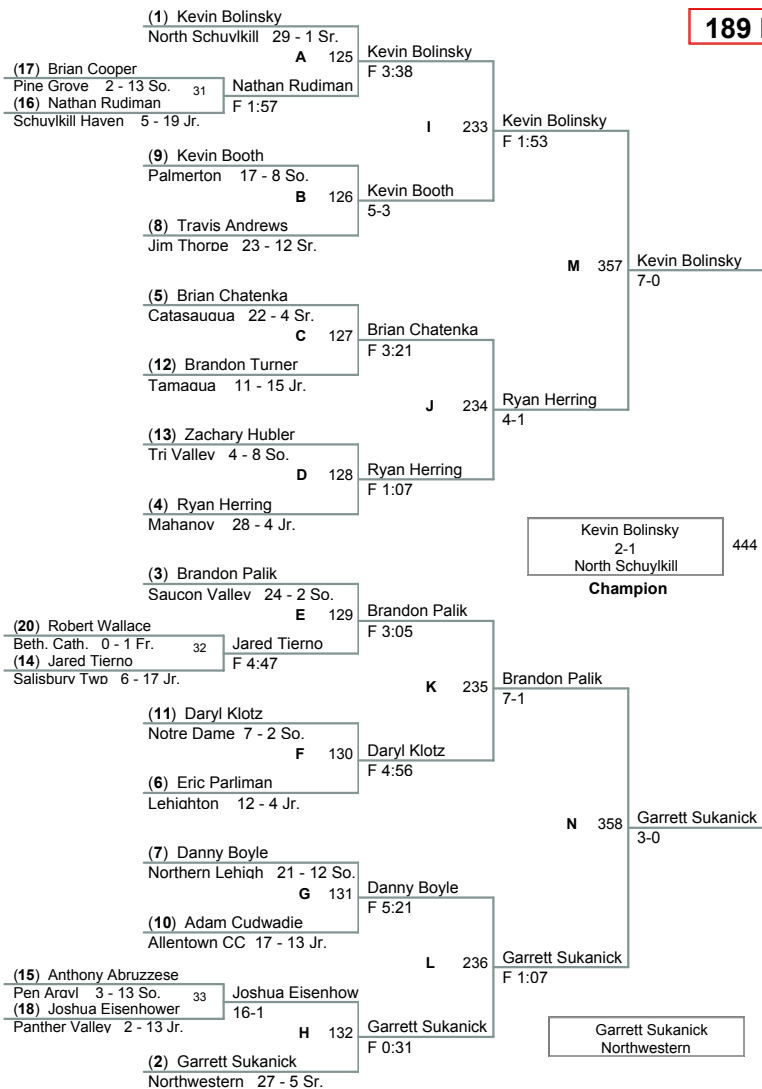 (1) Kevin Bolinsky
North Schuylkill 29 - 1 Sr.
189
A 125
Kevin Bolinsky
F 3:38
(17) Brian Cooper
Pine Grove 2 - 13 So.
31
(16) Nathan Rudiman
Schuylkill Haven 5 - 19 Jr.
Nathan Rudiman
F 1:57
I 233
Kevin Bolinsky
F 1:53
(9) Kevin Booth
Palmerton 17 - 8 So.
B 126
Kevin Booth
5-3
(8) Travis Andrews
Jim Thorpe 23 - 12 Sr.
M 357
Kevin Bolinsky
7-0
(5) Brian Chatenka
Catasauqua 22 - 4 Sr.
C 127
Brian Chatenka
F 3:21
(12) Brandon Turner
Tamaqua 11 - 15 Jr.
J 234
Ryan Herring
4-1
(13) Zachary Hubler
Tri Valley 4 - 8 So.
D 128
Ryan Herring
F 1:07
(4) Ryan Herring
Mahanoy 28 - 4 Jr.
Kevin Bolinsky
2-1
North Schuylkill
444
Champion
(3) Brandon Palik
Saucon Valley 24 - 2 So.
E 129
Brandon Palik
F 3:05
(20) Robert Wallace
Beth. Cath. 0 - 1 Fr.
32
(14) Jared Tierno
Salisbury Twp 6 - 17 Jr.
Jared Tierno
F 4:47
K 235
Brandon Palik
7-1
(11) Daryl Klotz
Notre Dame 7 - 2 So.
F 130
Daryl Klotz
F 4:56
(6) Eric Parliman
Lehighton 12 - 4 Jr.
N 358
Garrett Sukanick
3-0
(7) Danny Boyle
Northern Lehigh 21 - 12 So.
G 131
Danny Boyle
F 5:21
(10) Adam Cudwadie
Allentown CC 17 - 13 Jr.
L 236
Garrett Sukanick
F 1:07
(15) Anthony Abruzzese
Pen Argyl 3 - 13 So.
33
(18) Joshua Eisenhower
Panther Valley 2 - 13 Jr.
Joshua Eisenhow
16-1
H 132
Garrett Sukanick
F 0:31
(2) Garrett Sukanick
Northwestern 27 - 5 Sr.
Garrett Sukanick
Northwestern